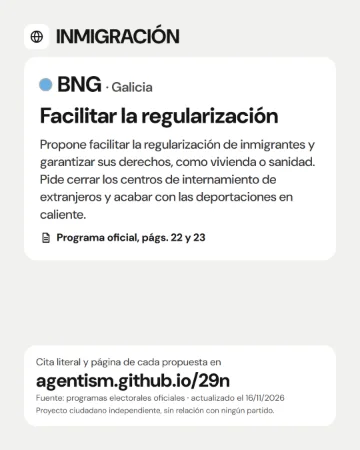 INMIGRACIÓN
BNG · Galicia
Facilitar la regularización
Propone facilitar la regularización de inmigrantes y
garantizar sus derechos, como vivienda o sanidad.
Pide cerrar los centros de internamiento de
extranjeros y acabar con las deportaciones en
caliente.
Programa oficial, págs. 22 y 23
Cita literal y página de cada propuesta en
agentism.github.io/29n
Fuente: programas electorales oficiales · actualizado el 16/11/2026
Proyecto ciudadano independiente, sin relación con ningún partido.